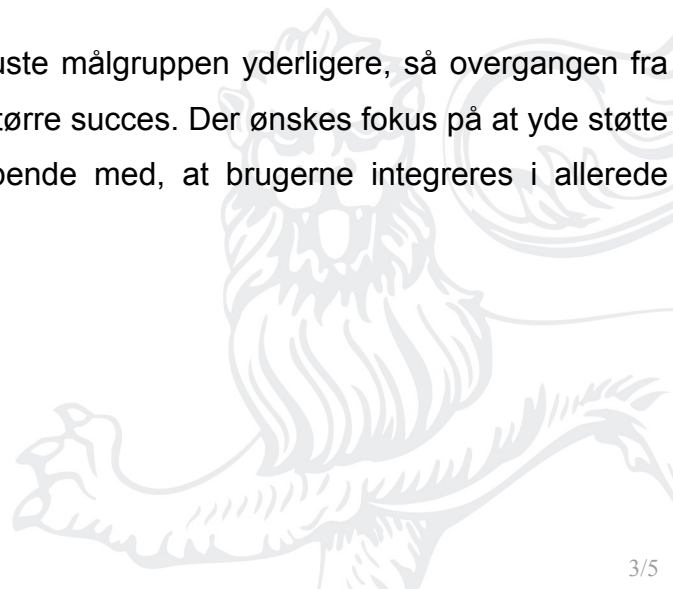 uste målgruppen yderligere, så overgangen fra
tørre succes. Der ønskes fokus på at yde støtte
bende med, at brugerne integreres i allerede
3/5